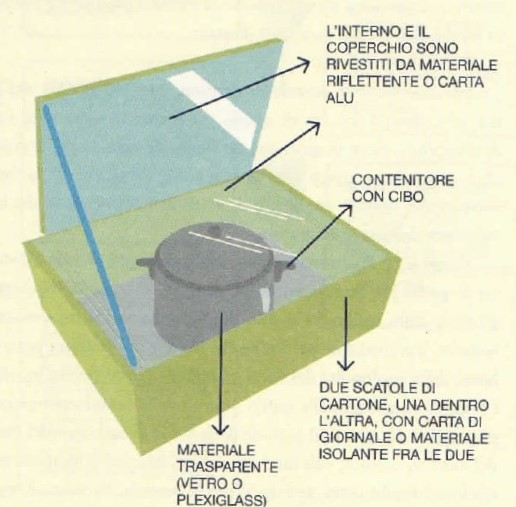 L'INTERNO E IL
COPERCHIO SONO
RIVESTITI DA MATERIALE
RIFLETTENTE O CARTA
ALU
CONTENITORE
CON CIBO
DUE SCATOLE DI
CARTONE, UNA DENTRO
L'ALTRA, CON CARTA DI
GIORNALE O MATERIALE
ISOLANTE FRA LE DUE
MATERIALE
TRASPARENTE
(VETRO O
PLEXIGLASS)